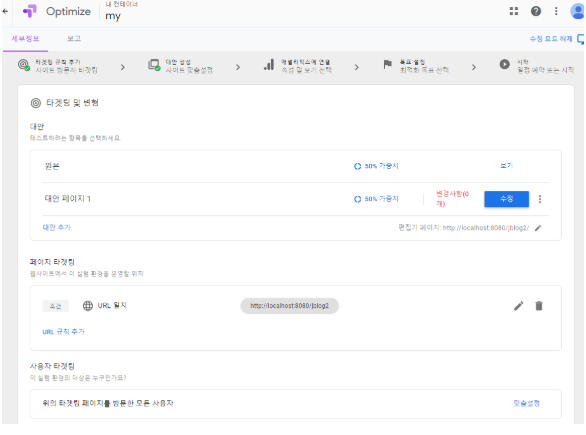 Optimize
내 컨테이너
my
세부정보 보고 수정 모드 해제
타겟팅 규칙 추가
사이트 방문자 타겟팅
대안 생성
사이트 맞춤설정
애널리틱스에 연결
속성 및 보기 선택
목표 설정
최적화 목표 선택
시작
일정 예약 또는 시작
타겟팅 및 변형
대안
테스트하려는 항목을 선택하세요.
원본 50% 가중치 보기
대안 페이지 1 50% 가중치 변경사항(0개) 수정
대안 추가 편집기 페이지: http://localhost:8080/jblog2/
페이지 타겟팅
웹사이트에서 이 실험 환경을 운영할 위치
조건 URL 일치 http://localhost:8080/jblog2
URL 규칙 추가
사용자 타겟팅
이 실험 환경의 대상은 누구인가요?
위의 타겟팅 페이지를 방문한 모든 사용자 맞춤설정